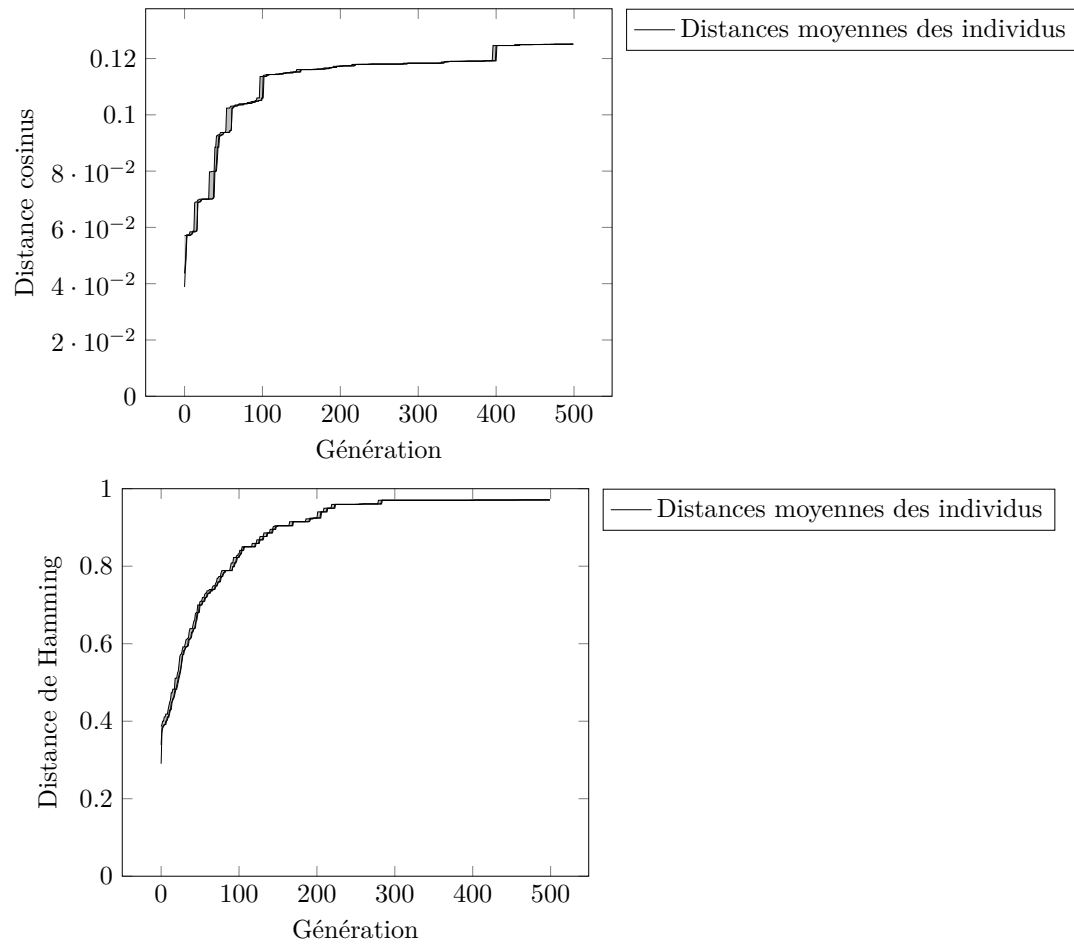 Distances moyennes des individus
0.12
0.1
8 · 10⁻²
6 · 10⁻²
4 · 10⁻²
2 · 10⁻²
0
Distance cosinus
0 100 200 300 400 500
Génération
Distances moyennes des individus
1
0.8
0.6
0.4
0.2
0
Distance de Hamming
0 100 200 300 400 500
Génération